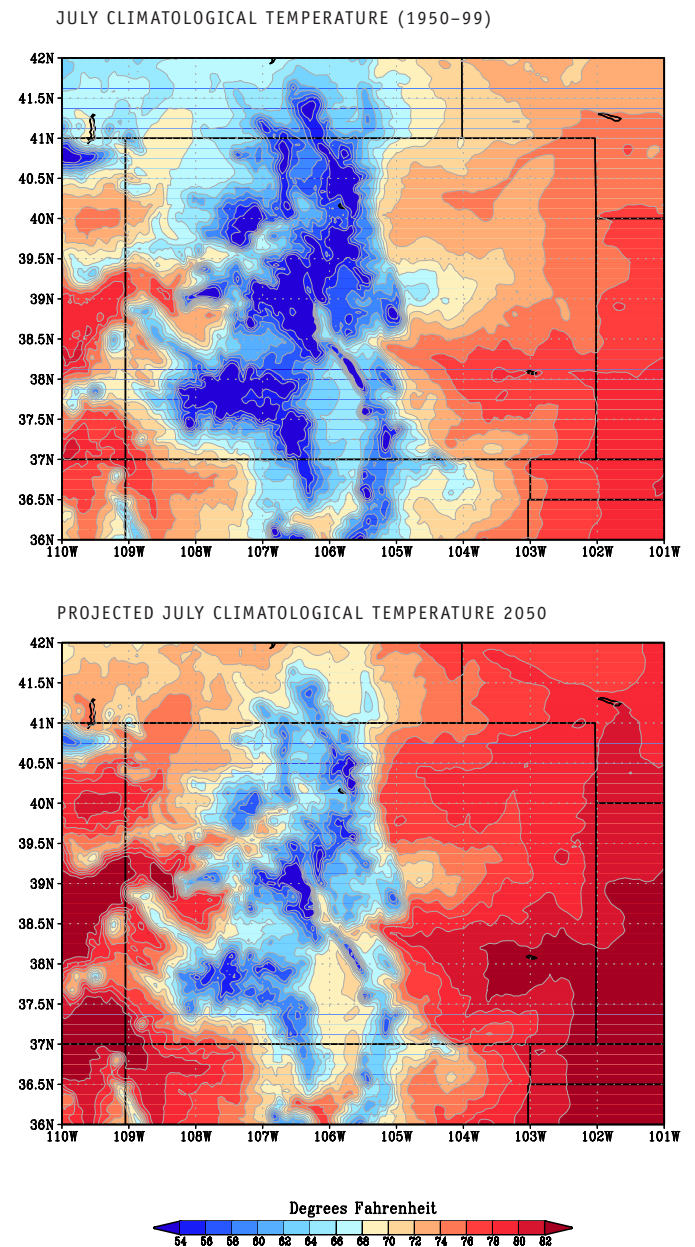 JULY CLIMATOLOGICAL TEMPERATURE (1950–99)
42N
41.5N
41N
40.5N
40N
39.5N
39N
38.5N
38N
37.5N
37N
36.5N
36N
110W 109W 108W 107W 106W 105W 104W 103W 102W 101W
PROJECTED JULY CLIMATOLOGICAL TEMPERATURE 2050
42N
41.5N
41N
40.5N
40N
39.5N
39N
38.5N
38N
37.5N
37N
36.5N
36N
110W 109W 108W 107W 106W 105W 104W 103W 102W 101W
Degrees Fahrenheit
54 56 58 60 62 64 66 68 70 72 74 76 78 80 82